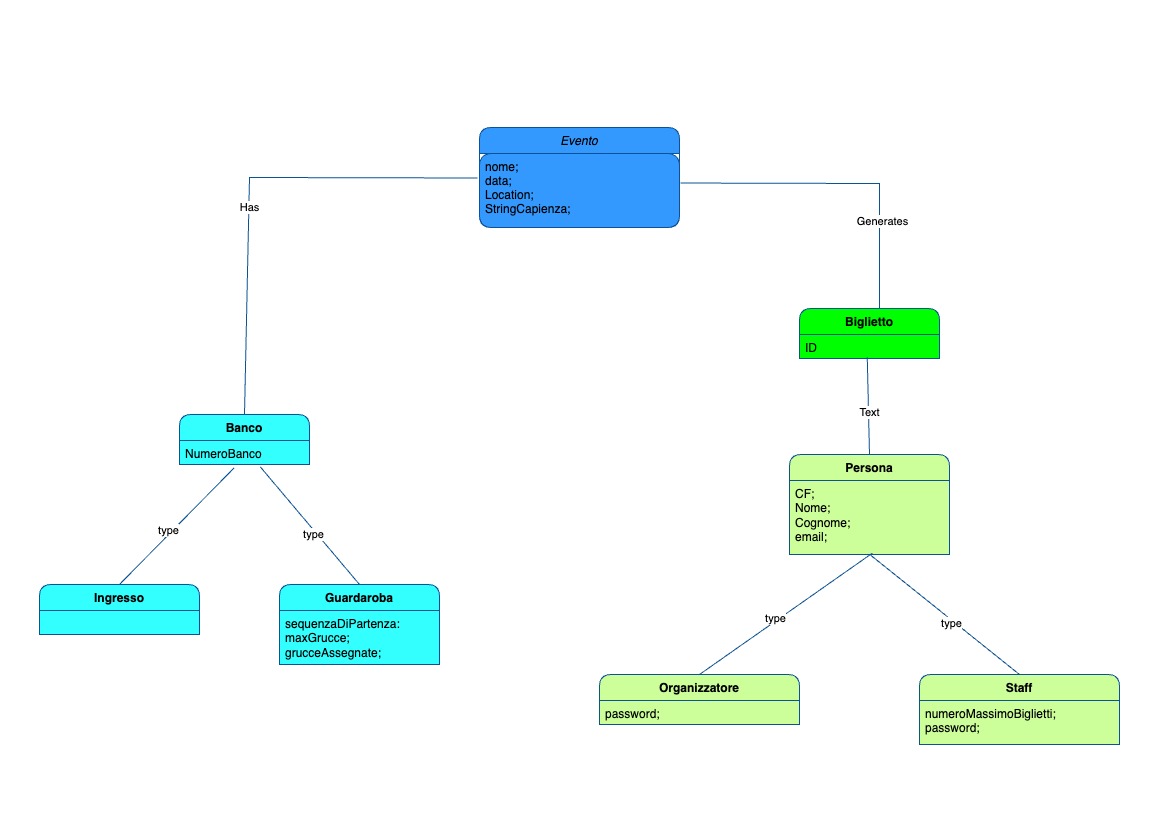 Evento
nome;
data;
Location;
StringCapienza;
Has
Generates
Biglietto
ID
Text
Banco
NumeroBanco
Persona
CF;
Nome;
Cognome;
email;
type
type
Ingresso
Guardaroba
sequenzaDiPartenza:
maxGrucce;
grucceAssegnate;
type
type
Organizzatore
password;
Staff
numeroMassimoBiglietti;
password;